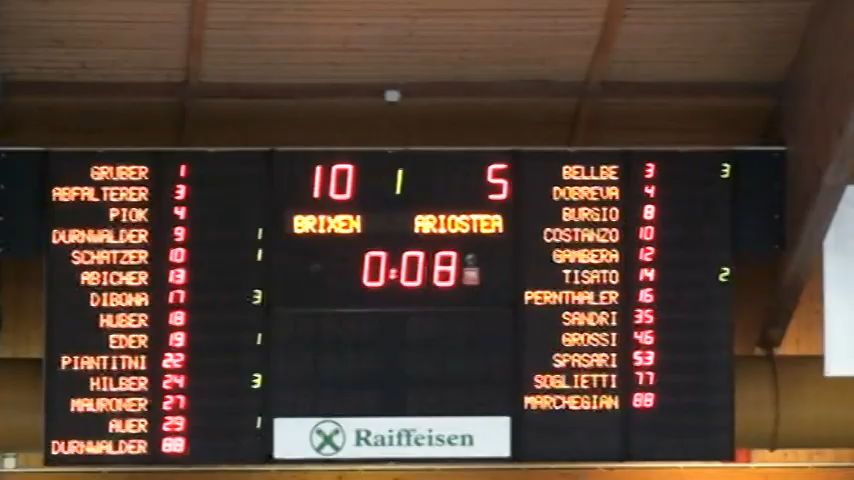 GRUBER 1
ABFALTERER 3
PIOK 4
DURNWALDER 9 1
SCHATZER 10 1
ABICHER 13
DIBONA 17 3
HUBER 18
EDER 19 1
PIANTITNI 22
HILBER 24 3
MAURONER 27
AUER 29 1
DURNWALDER 88
10 1 5
BRIXEN ARIOSTEA
0:08
Raiffeisen
BELLBE 3 3
DOBREVA 4
BURGIO 8
COSTANZO 10
GAMBERA 12
TISATO 14 2
PERNTHALER 16
SANDRI 35
GROSSI 46
SPASARI 53
SOGLIETTI 77
MARCHEGIAN 88